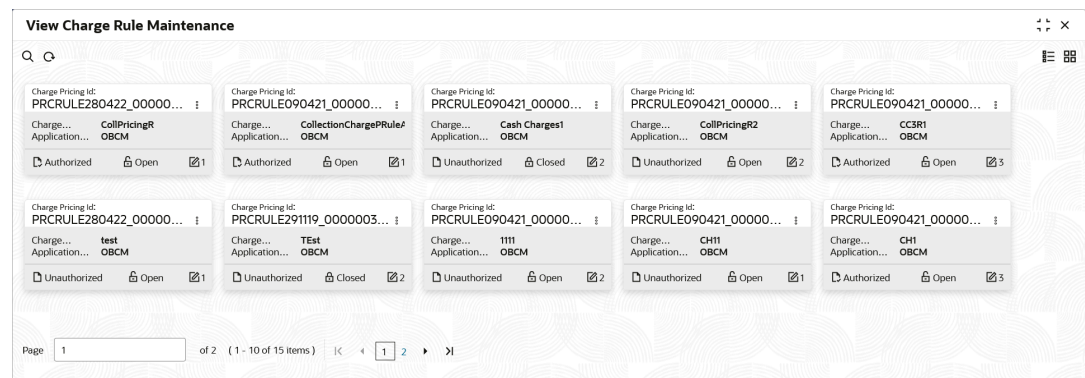 View Charge Rule Maintenance
Charge Pricing Id:
PRCRULE280422_00000...
Charge... CollPricingR
Application... OBCM
Authorized Open 1
Charge Pricing Id:
PRCRULE090421_00000...
Charge... CollectionChargePRuleA
Application... OBCM
Authorized Open 1
Charge Pricing Id:
PRCRULE090421_00000...
Charge... Cash Charges1
Application... OBCM
Unauthorized Closed 2
Charge Pricing Id:
PRCRULE090421_00000...
Charge... CollPricingR2
Application... OBCM
Unauthorized Open 2
Charge Pricing Id:
PRCRULE090421_00000...
Charge... CC3R1
Application... OBCM
Authorized Open 3
Charge Pricing Id:
PRCRULE280422_00000...
Charge... test
Application... OBCM
Unauthorized Open 1
Charge Pricing Id:
PRCRULE291119_0000003...
Charge... TEst
Application... OBCM
Unauthorized Closed 2
Charge Pricing Id:
PRCRULE090421_00000...
Charge... 1111
Application... OBCM
Unauthorized Open 2
Charge Pricing Id:
PRCRULE090421_00000...
Charge... CH11
Application... OBCM
Unauthorized Open 1
Charge Pricing Id:
PRCRULE090421_00000...
Charge... CH1
Application... OBCM
Authorized Open 3
Page 1 of 2 ( 1 - 10 of 15 items ) 1 2